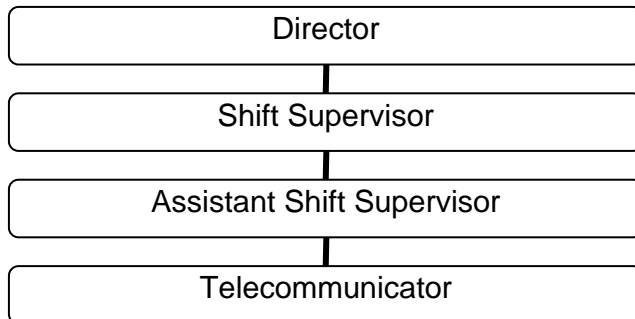 Director
Shift Supervisor
Assistant Shift Supervisor
Telecommunicator